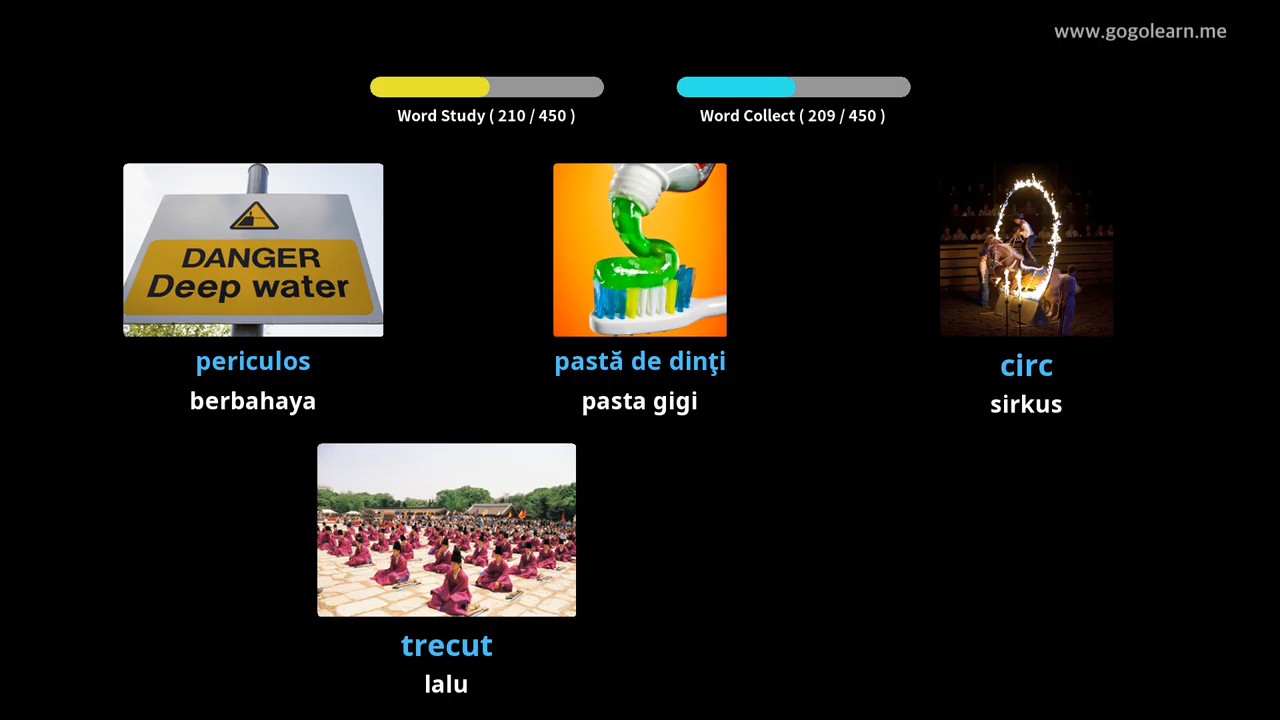 www.gogolearn.me
Word Study ( 210 / 450 )
Word Collect ( 209 / 450 )
DANGER
Deep water
periculos
berbahaya
pastă de dinţi
pasta gigi
circ
sirkus
trecut
lalu